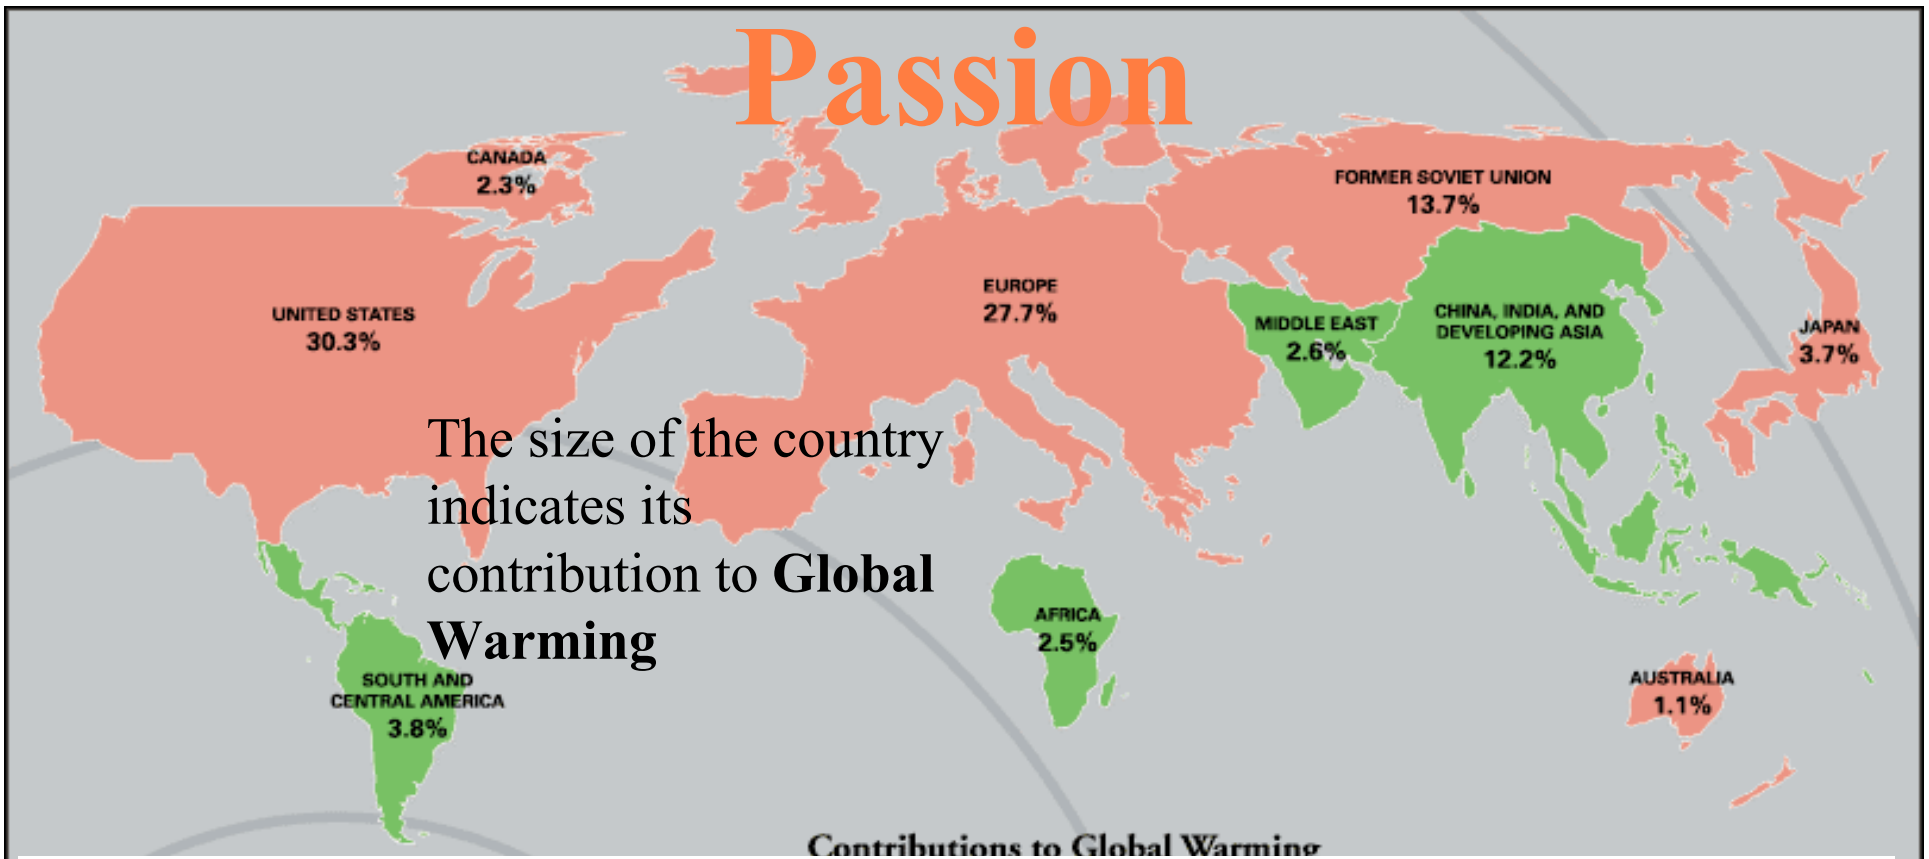 Passion
CANADA
2.3%
FORMER SOVIET UNION
13.7%
UNITED STATES
30.3%
EUROPE
27.7%
MIDDLE EAST
2.6%
CHINA, INDIA, AND
DEVELOPING ASIA
12.2%
JAPAN
3.7%
The size of the country
indicates its
contribution to Global
Warming
AFRICA
2.5%
SOUTH AND
CENTRAL AMERICA
3.8%
AUSTRALIA
1.1%
Contributions to Global Warming